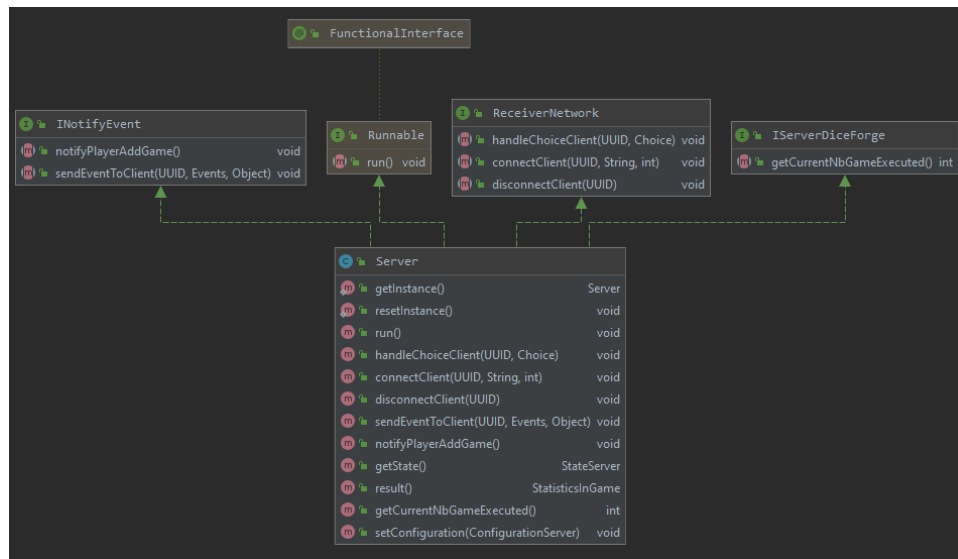 FunctionalInterface
INotifyEvent
notifyPlayerAddGame() void
sendEventToClient(UUID, Events, Object) void
Runnable
run() void
ReceiverNetwork
handleChoiceClient(UUID, Choice) void
connectClient(UUID, String, int) void
disconnectClient(UUID) void
IServerDiceForge
getCurrentNbGameExecuted() int
Server
getInstance() Server
resetInstance() void
run() void
handleChoiceClient(UUID, Choice) void
connectClient(UUID, String, int) void
disconnectClient(UUID) void
sendEventToClient(UUID, Events, Object) void
notifyPlayerAddGame() void
getState() StateServer
result() StatisticsInGame
getCurrentNbGameExecuted() int
setConfiguration(ConfigurationServer) void